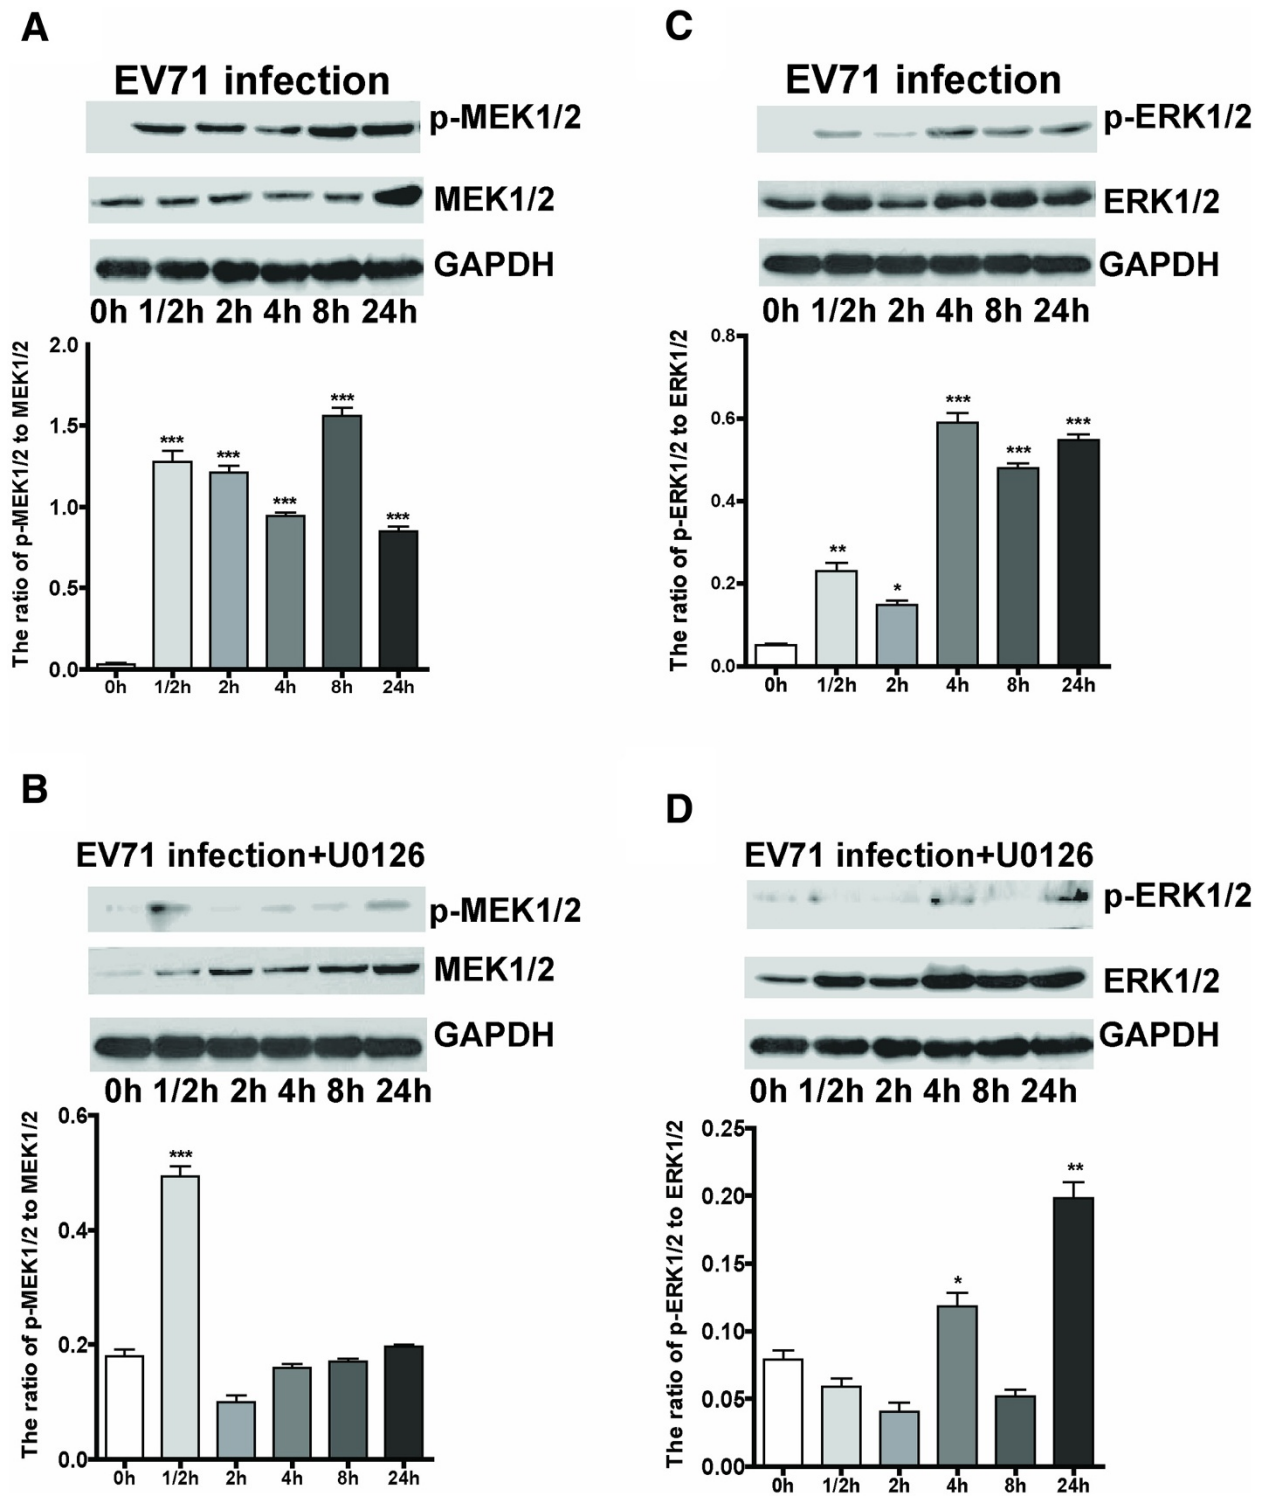 A
EV71 infection
p-MEK1/2
MEK1/2
GAPDH
0h 1/2h 2h 4h 8h 24h
The ratio of p-MEK1/2 to MEK1/2
2.0
***
1.5
***
***
***
***
1.0
0.5
0.0
0h 1/2h 2h 4h 8h 24h
C
EV71 infection
p-ERK1/2
ERK1/2
GAPDH
0h 1/2h 2h 4h 8h 24h
The ratio of p-ERK1/2 to ERK1/2
0.8
***
***
***
0.6
**
*
0.4
0.2
0.0
0h 1/2h 2h 4h 8h 24h
B
EV71 infection+U0126
p-MEK1/2
MEK1/2
GAPDH
0h 1/2h 2h 4h 8h 24h
The ratio of p-MEK1/2 to MEK1/2
0.6
***
0.4
0.2
0.0
0h 1/2h 2h 4h 8h 24h
D
EV71 infection+U0126
p-ERK1/2
ERK1/2
GAPDH
0h 1/2h 2h 4h 8h 24h
The ratio of p-ERK1/2 to ERK1/2
0.25
**
0.20
0.15
*
0.10
0.05
0.00
0h 1/2h 2h 4h 8h 24h